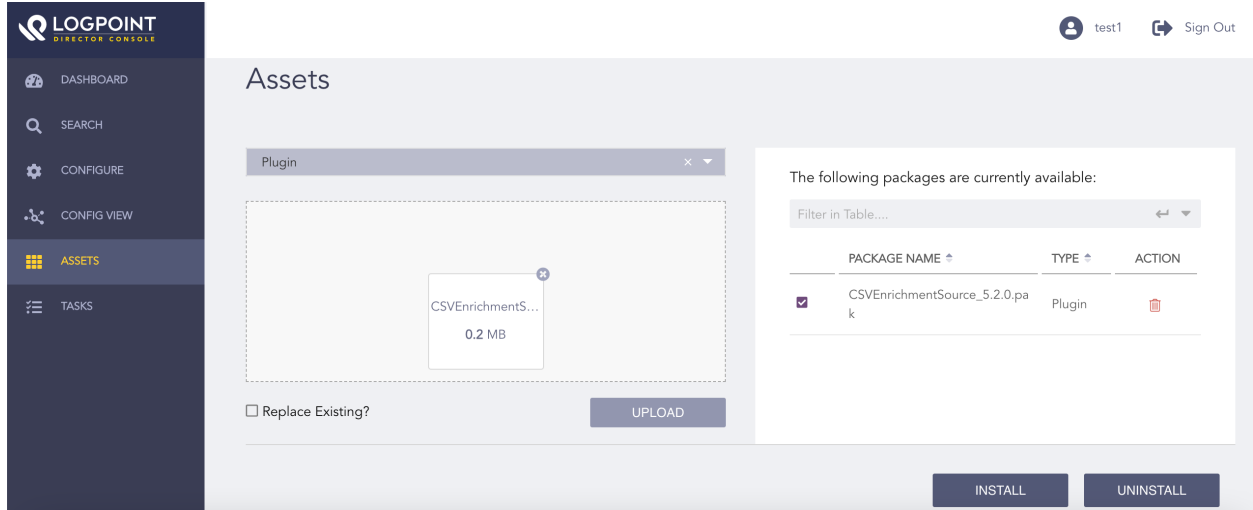 LOGPOINT
DIRECTOR CONSOLE
test1
Sign Out
DASHBOARD
SEARCH
CONFIGURE
CONFIG VIEW
ASSETS
TASKS
Assets
Plugin
CSVEnrichmentS...
0.2 MB
Replace Existing?
UPLOAD
The following packages are currently available:
Filter in Table....
PACKAGE NAME TYPE ACTION
CSVEnrichmentSource_5.2.0.pa
k
Plugin
INSTALL
UNINSTALL